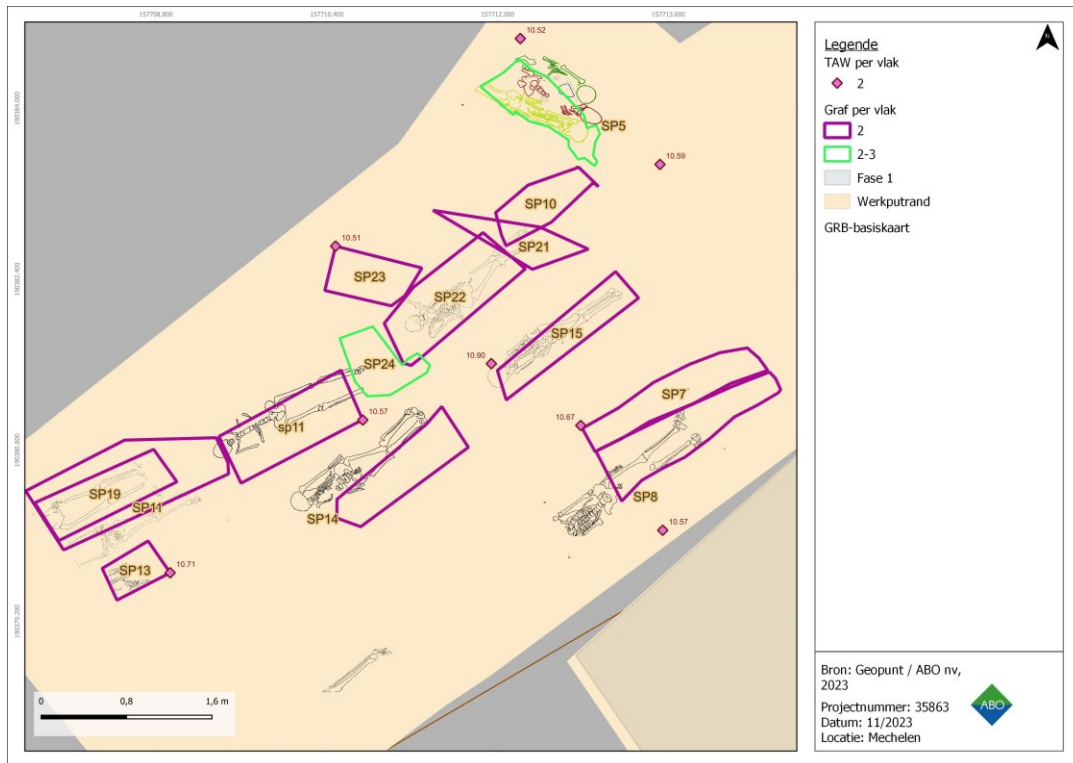 157708.800
157710.400
157712.000
157713.600
190384.000
190382.400
190380.800
190379.200
10.52
SP5
10.59
SP10
10.51
SP21
SP23
SP22
SP15
10.90
SP24
SP7
10.57
10.67
sp11
SP19
SP11
SP14
SP8
10.57
SP13
10.71
0
0,8
1,6 m
N
Legende
TAW per vlak
2
Graf per vlak
2
2-3
Fase 1
Werkputrand
GRB-basiskaart
Bron: Geopunt / ABO nv,
2023
Projectnummer: 35863
Datum: 11/2023
Locatie: Mechelen
ABO